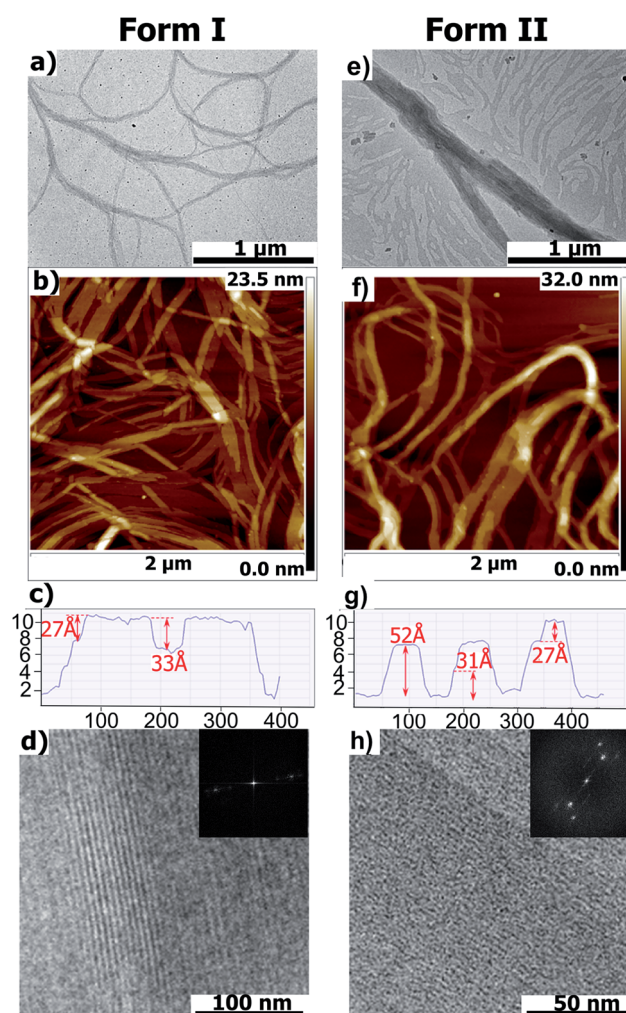 Form I
Form II
a)
1 µm
e)
1 µm
b)
23.5 nm
2 µm
0.0 nm
f)
32.0 nm
2 µm
0.0 nm
c)
10
8
6
4
2
27Å
33Å
100
200
300
400
g)
10
8
6
4
2
52Å
31Å
27Å
100
200
300
400
d)
100 nm
h)
50 nm